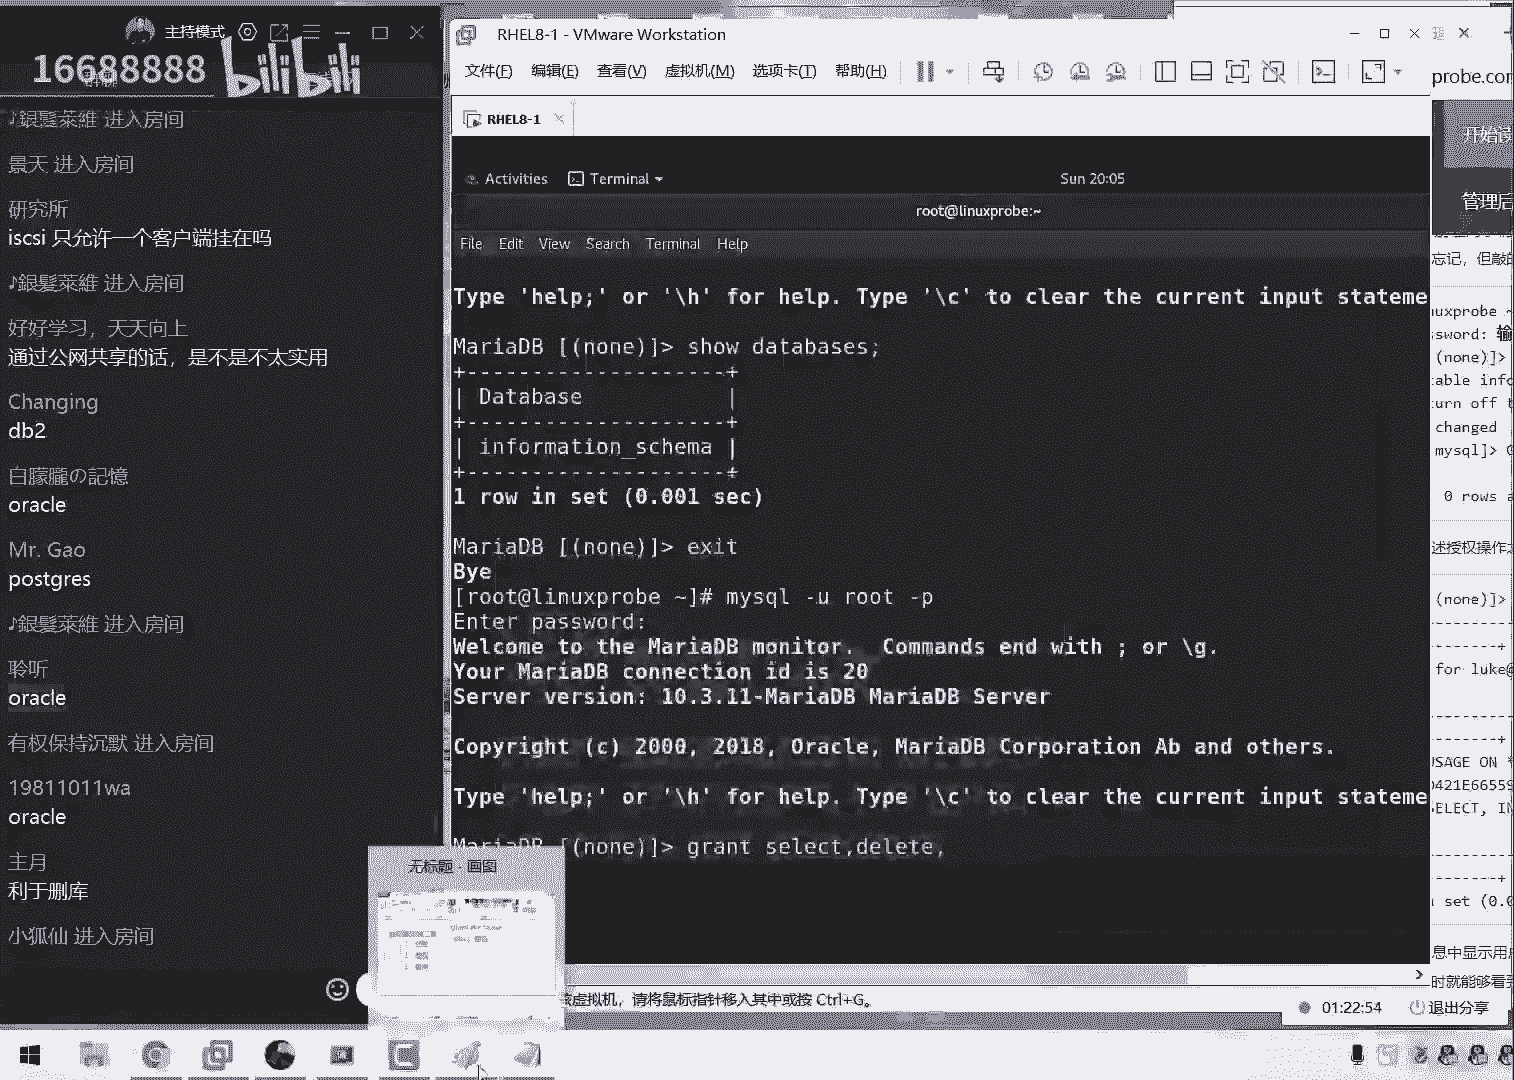 主持模式
16688888
bilibili
♪銀髮萊維 进入房间
景天 进入房间
研究所
iscsi 只允许一个客户端挂在吗
♪銀髮萊維 进入房间
好好学习，天天向上
通过公网共享的话，是不是不太实用
Changing
db2
白朦朧の記憶
oracle
Mr. Gao
postgres
♪銀髮萊維 进入房间
聆听
oracle
有权保持沉默 进入房间
19811011wa
oracle
主月
利于删库
小狐仙 进入房间
RHEL8-1 - VMware Workstation
文件(F) 编辑(E) 查看(V) 虚拟机(M) 选项卡(T) 帮助(H)
RHEL8-1
Activities Terminal Sun 20:05
root@linuxprobe:~
File Edit View Search Terminal Help
Type 'help;' or '\h' for help. Type '\c' to clear the current input stateme
MariaDB [(none)]> show databases;
+--------------------+
| Database |
+--------------------+
| information_schema |
+--------------------+
1 row in set (0.001 sec)
MariaDB [(none)]> exit
Bye
[root@linuxprobe ~]# mysql -u root -p
Enter password:
Welcome to the MariaDB monitor. Commands end with ; or \g.
Your MariaDB connection id is 20
Server version: 10.3.11-MariaDB MariaDB Server
Copyright (c) 2000, 2018, Oracle, MariaDB Corporation Ab and others.
Type 'help;' or '\h' for help. Type '\c' to clear the current input stateme
MariaDB [(none)]> grant select,delete,
无标题 - 画图
虚拟机，请将鼠标指针移入其中或按 Ctrl+G。
01:22:54 退出分享
probe.com
开始
管理后
忘记，但敲
uxprobe ~
sword: 输
(none)]>
able info
urn off t
changed
mysql]>
0 rows a
述授权操作
(none)]>
--------+
for luke@
--------+
USAGE ON *
0421E66559
SELECT, IN
--------+
set (0.0
息中显示用
时就能够看到